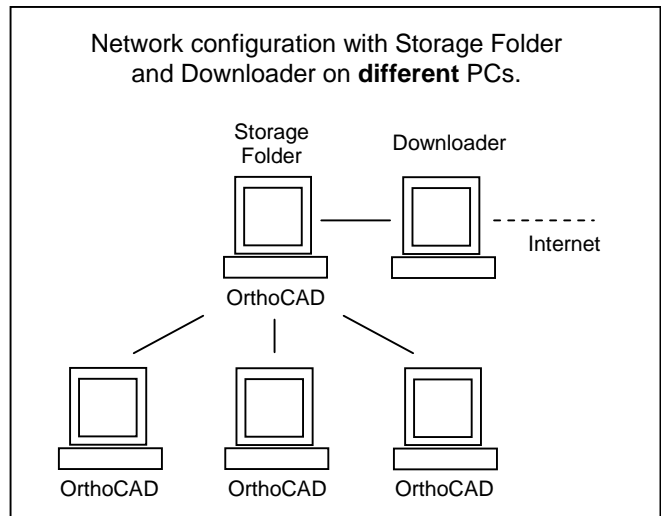 Network configuration with Storage Folder
and Downloader on different PCs.
Storage
Folder
Downloader
Internet
OrthoCAD
OrthoCAD
OrthoCAD
OrthoCAD